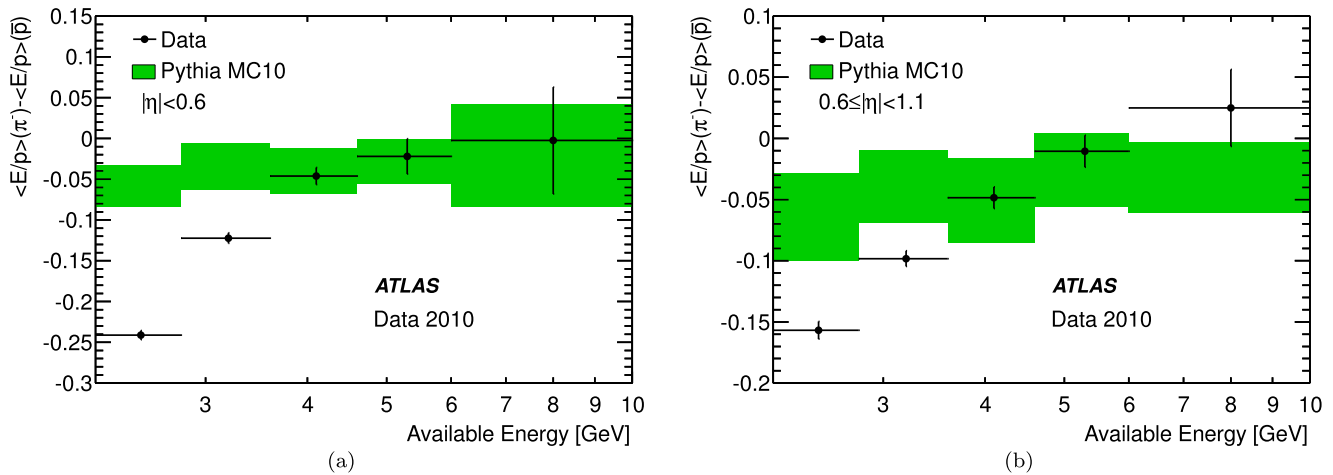 <E/p>(π⁻)-<E/p>(p̄)
0.15
0.1
0.05
0
-0.05
-0.1
-0.15
-0.2
-0.25
-0.3
Data
Pythia MC10
|η|<0.6
ATLAS
Data 2010
3 4 5 6 7 8 9 10
Available Energy [GeV]
(a)
<E/p>(π⁻)-<E/p>(p̄)
0.1
0.05
0
-0.05
-0.1
-0.15
-0.2
Data
Pythia MC10
0.6≤|η|<1.1
ATLAS
Data 2010
3 4 5 6 7 8 9 10
Available Energy [GeV]
(b)